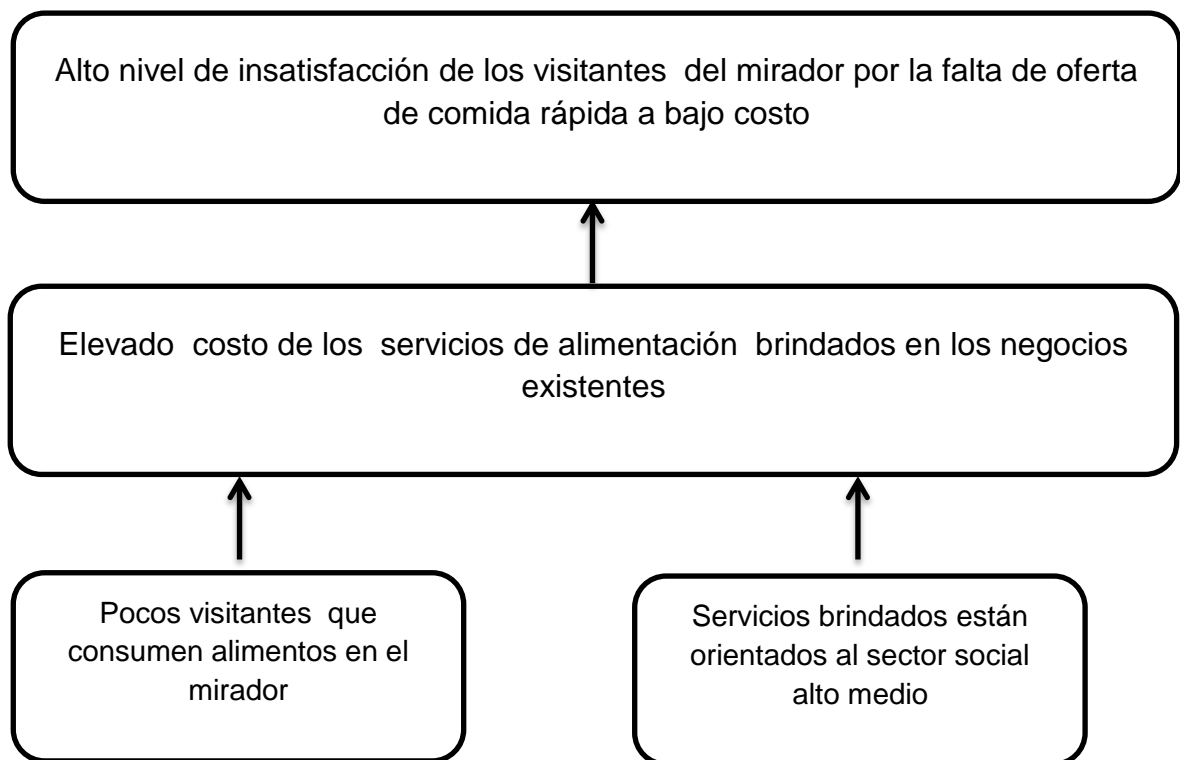 Alto nivel de insatisfacción de los visitantes del mirador por la falta de oferta
de comida rápida a bajo costo
Elevado costo de los servicios de alimentación brindados en los negocios
existentes
Pocos visitantes que
consumen alimentos en el
mirador
Servicios brindados están
orientados al sector social
alto medio